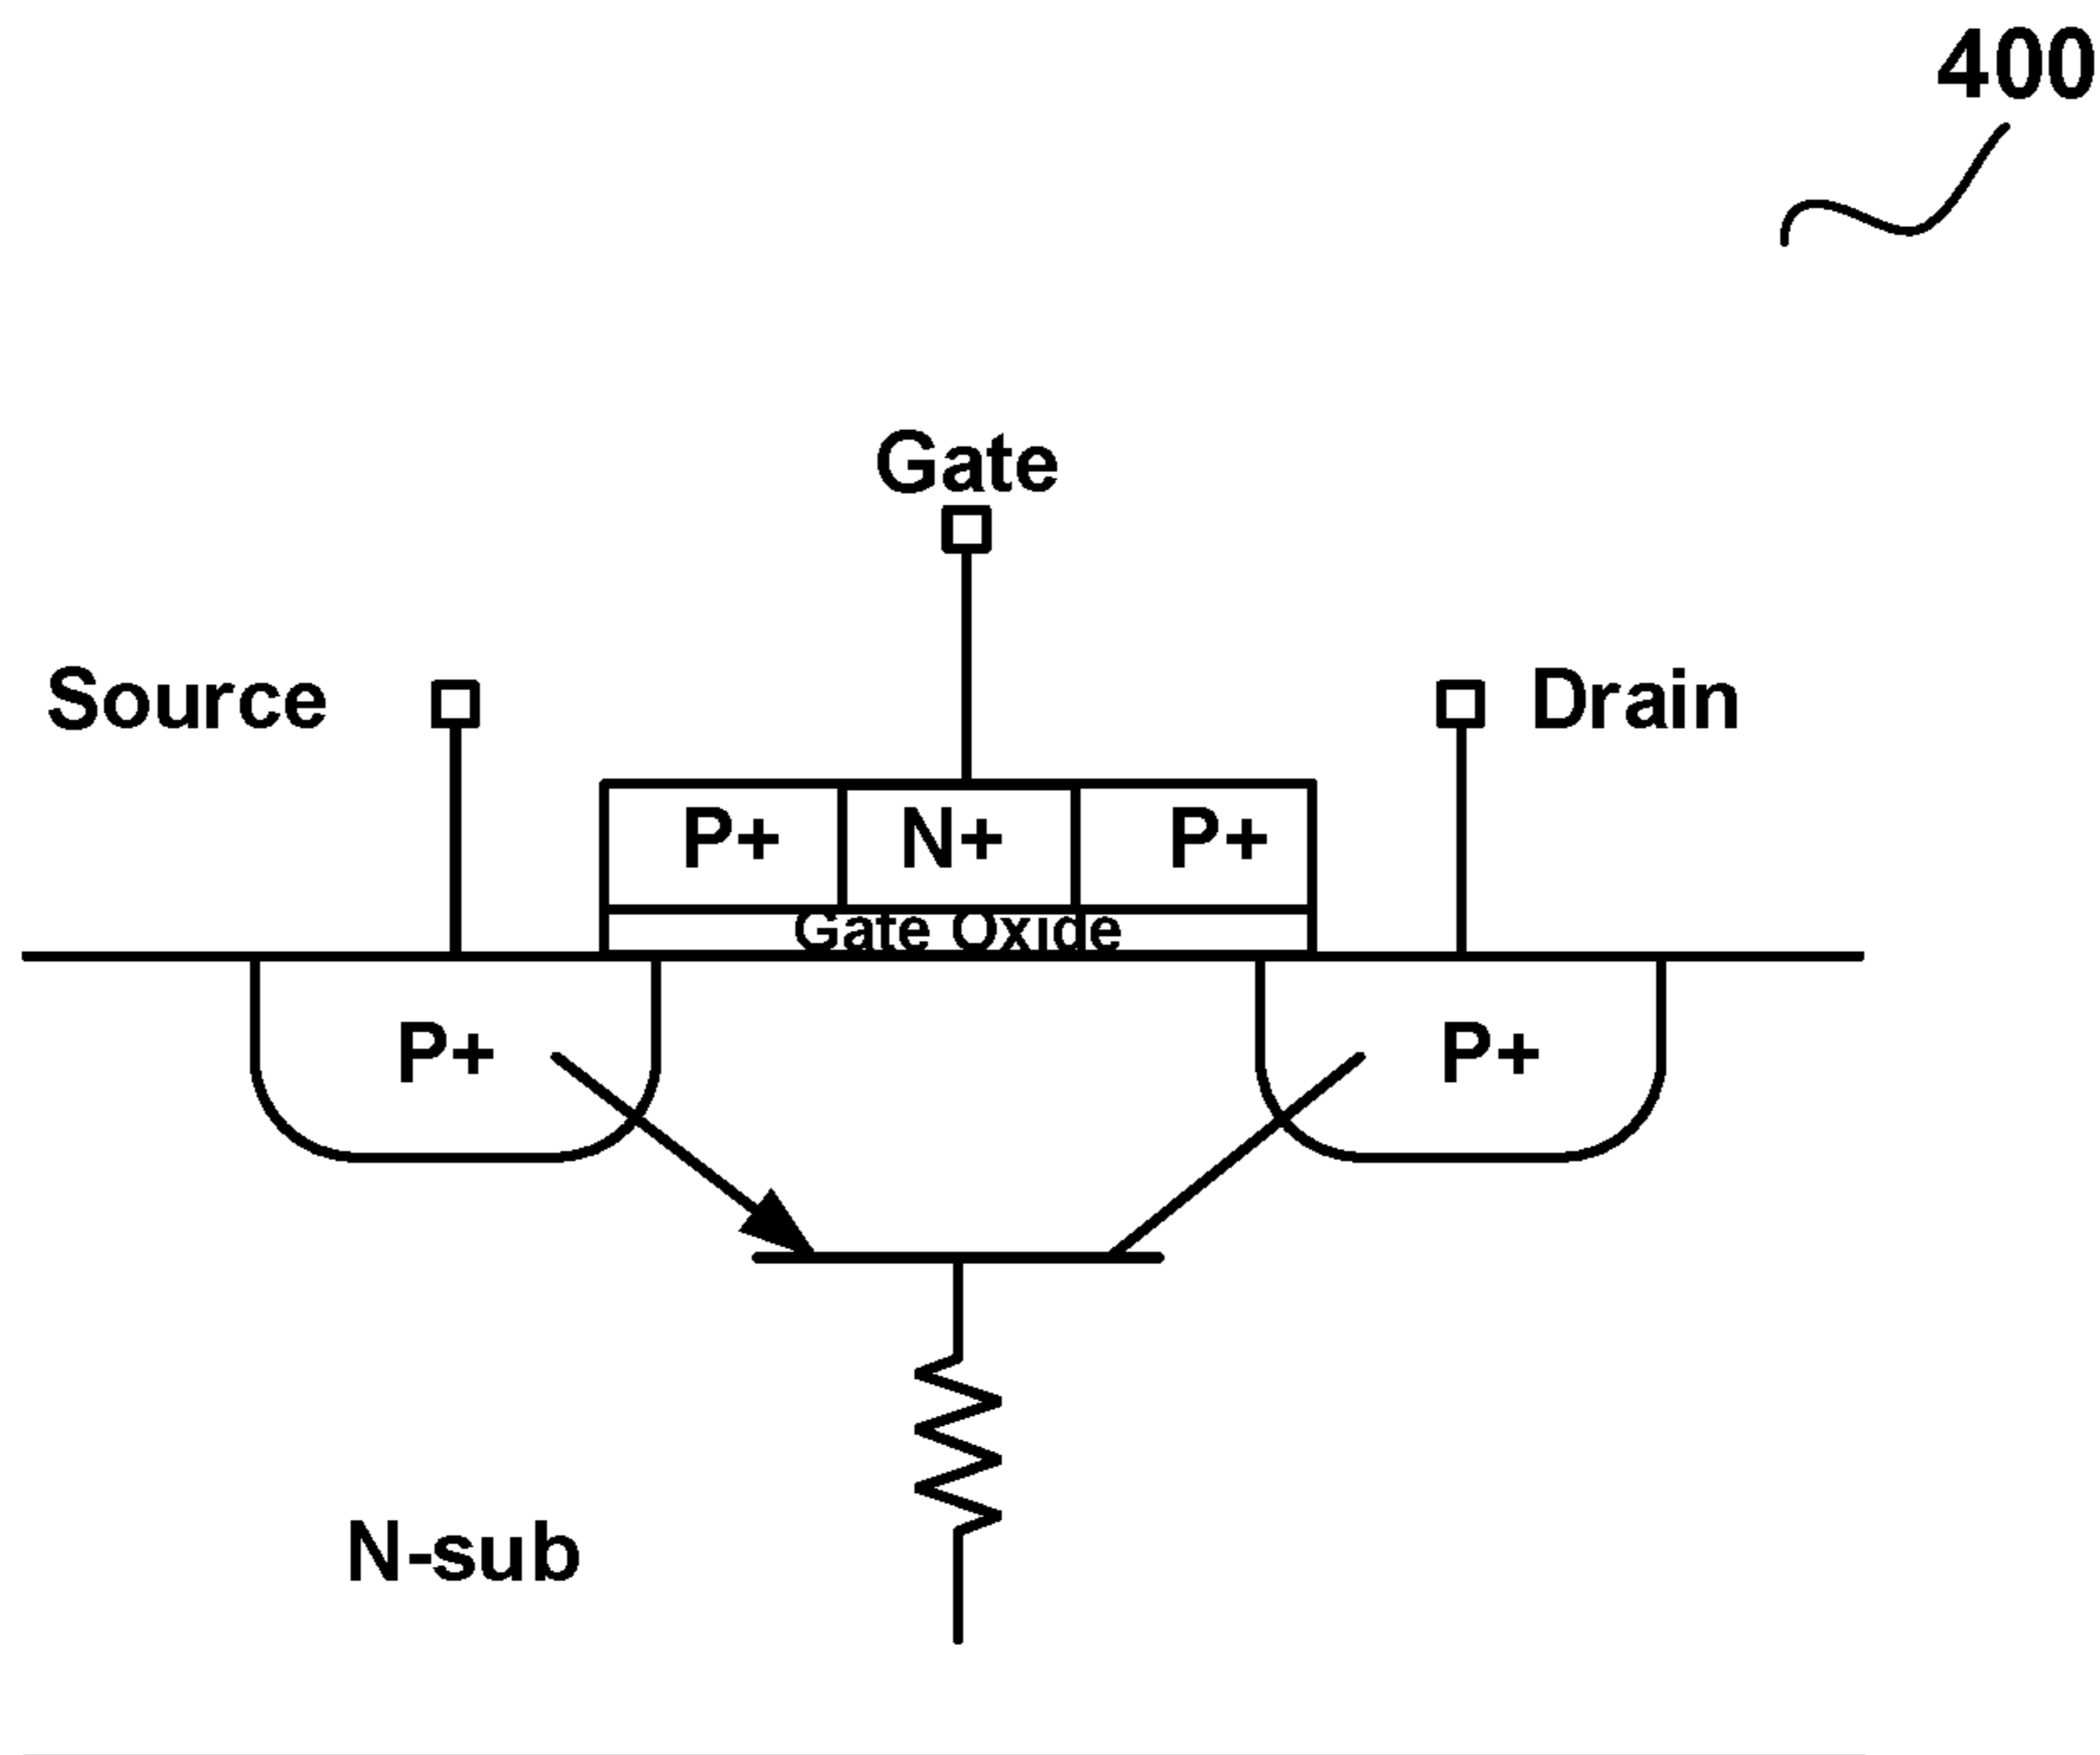 400
Gate
Source
Drain
P+ N+ P+
Gate Oxide
P+ P+
N-sub